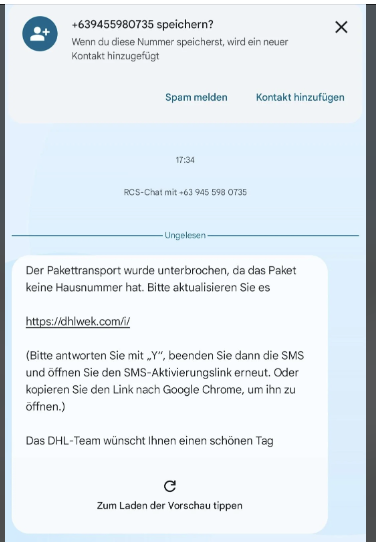 +639455980735 speichern?
Wenn du diese Nummer speicherst, wird ein neuer
Kontakt hinzugefügt
Spam melden Kontakt hinzufügen
17:34
RCS-Chat mit +63 945 598 0735
Ungelesen
Der Pakettransport wurde unterbrochen, da das Paket
keine Hausnummer hat. Bitte aktualisieren Sie es
https://dhlwek.com/i/
(Bitte antworten Sie mit „Y“, beenden Sie dann die SMS
und öffnen Sie den SMS-Aktivierungslink erneut. Oder
kopieren Sie den Link nach Google Chrome, um ihn zu
öffnen.)
Das DHL-Team wünscht Ihnen einen schönen Tag
Zum Laden der Vorschau tippen